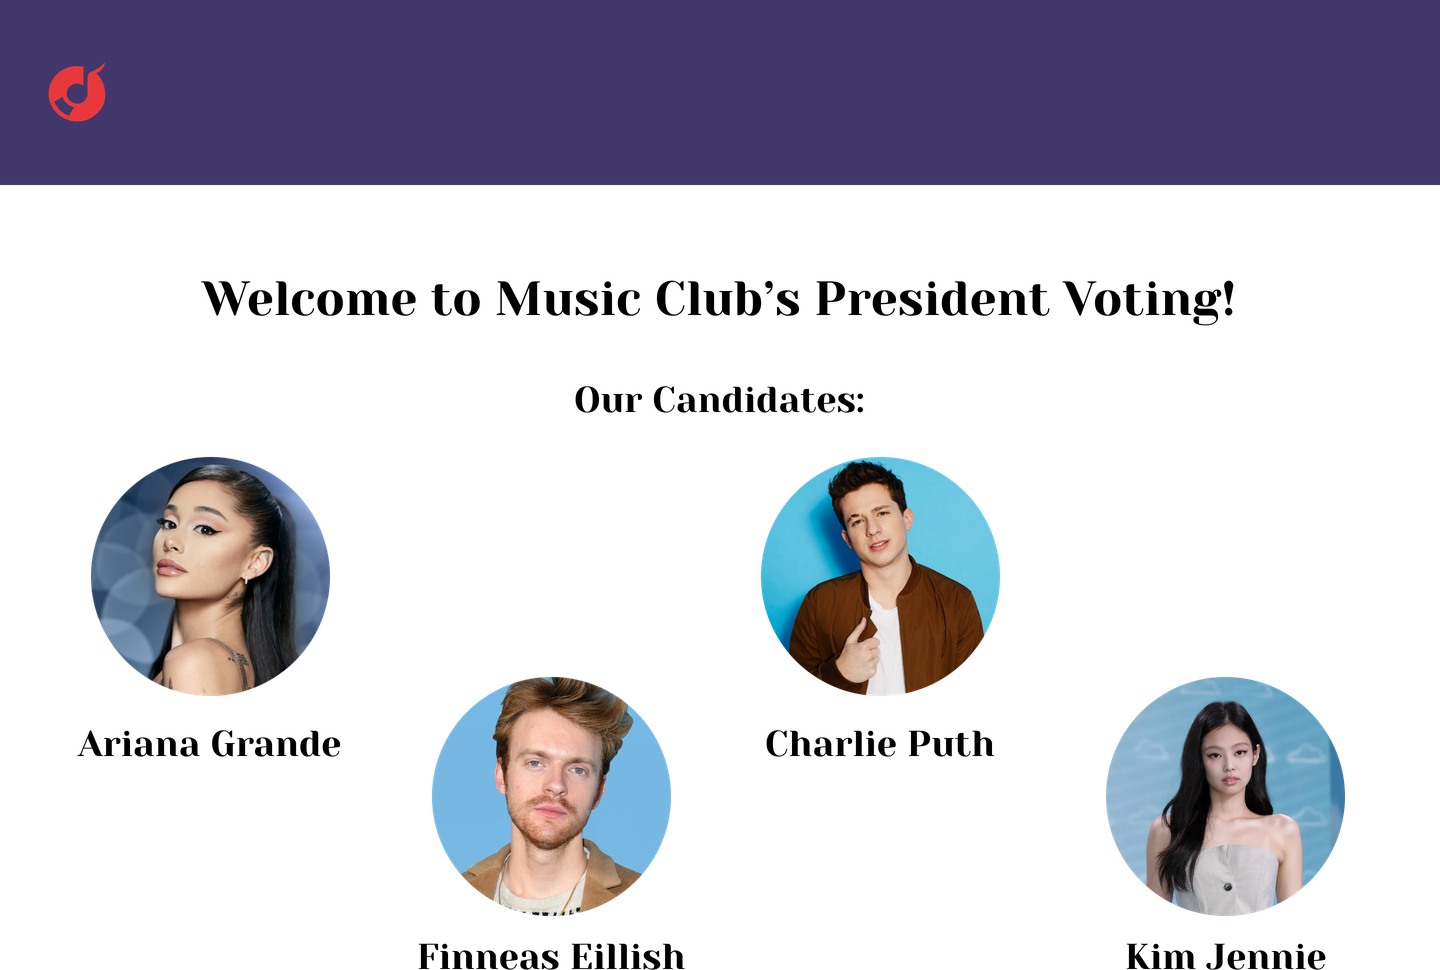 Welcome to Music Club’s President Voting!
Our Candidates:
Ariana Grande
Charlie Puth
Finneas Eillish
Kim Jennie